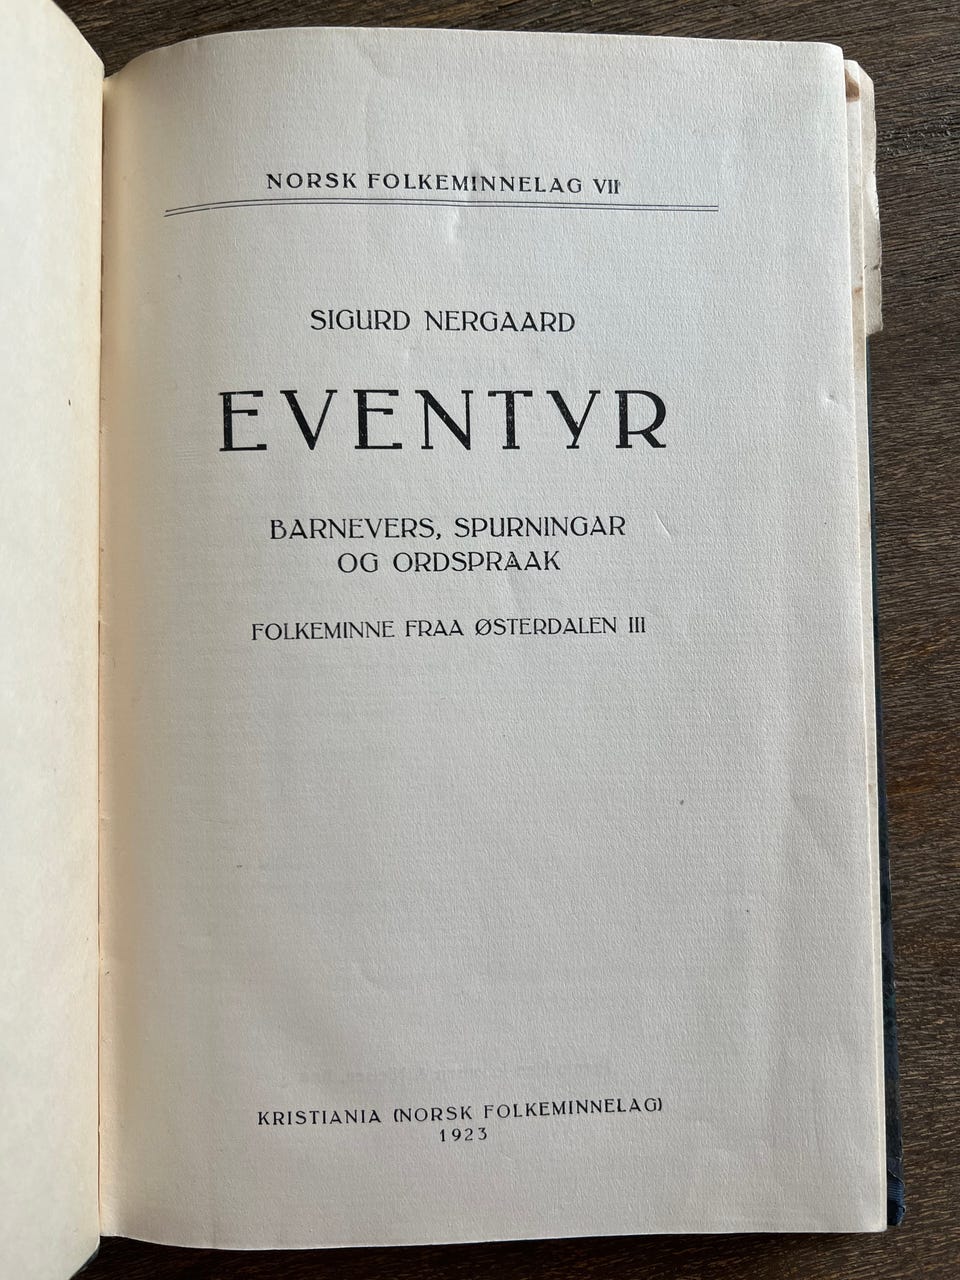 NORSK FOLKEMINNELAG VII
SIGURD NERGAARD
EVENTYR
BARNEVERS, SPURNINGAR
OG ORDSPRAAK
FOLKEMINNE FRAA ØSTERDALEN III
KRISTIANIA (NORSK FOLKEMINNELAG)
1923